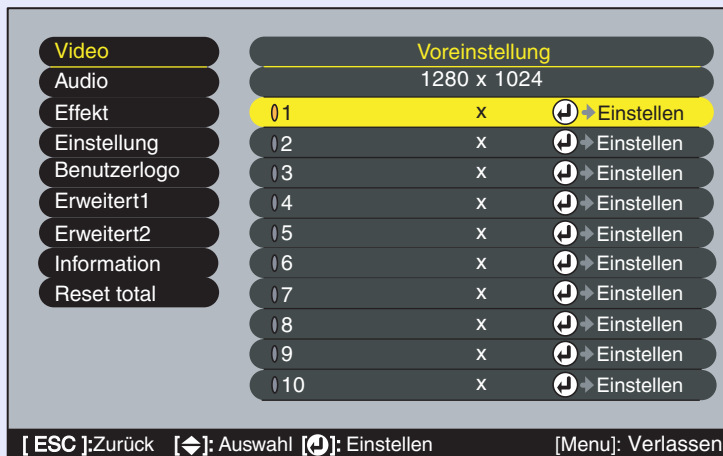 Video
Audio
Effekt
Einstellung
Benutzerlogo
Erweitert1
Erweitert2
Information
Reset total
Voreinstellung
1280 x 1024
1 x Einstellen
2 x Einstellen
3 x Einstellen
4 x Einstellen
5 x Einstellen
6 x Einstellen
7 x Einstellen
8 x Einstellen
9 x Einstellen
10 x Einstellen
[ ESC ]:Zurück []: Auswahl []: Einstellen [Menu]: Verlassen